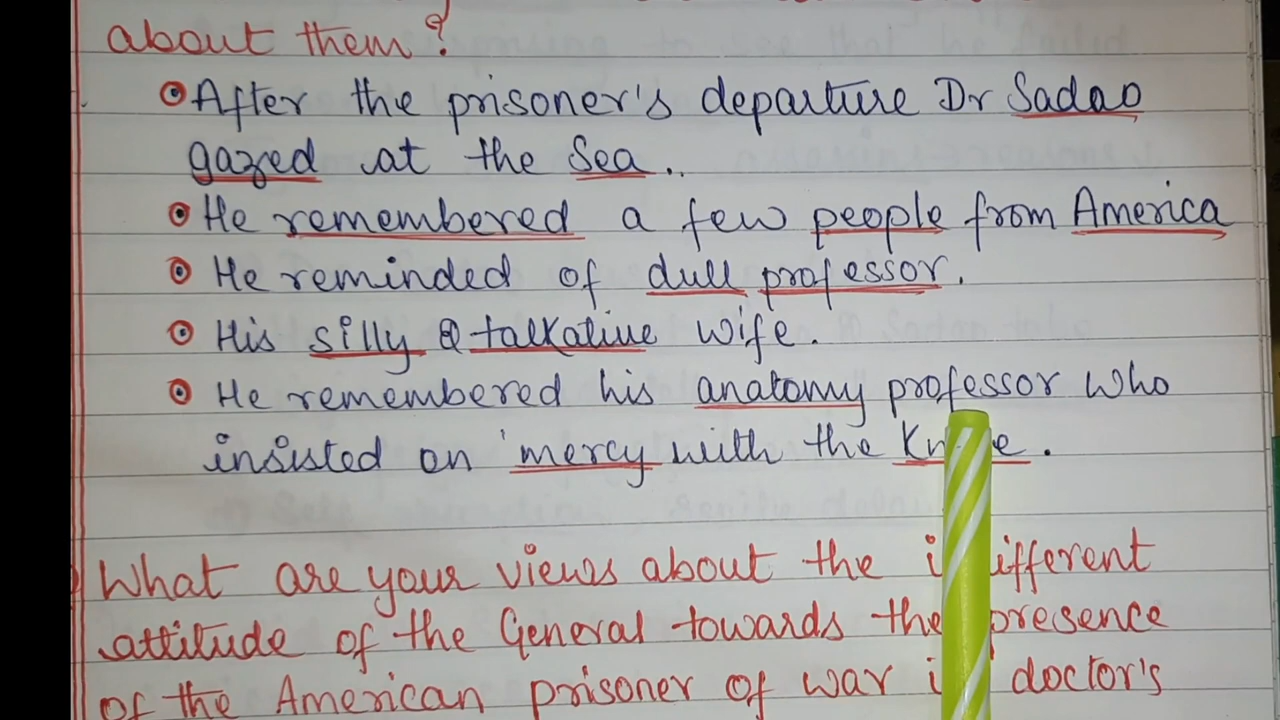 about them?
After the prisoner's departure Dr Sadao
gazed at the Sea..
He remembered a few people from America
He reminded of dull professor.
His silly & talkative wife.
He remembered his anatomy professor who
insisted on 'mercy with the .
What are your views about the
attitude of the General towards the presence
of the American prisoner of war doctor's